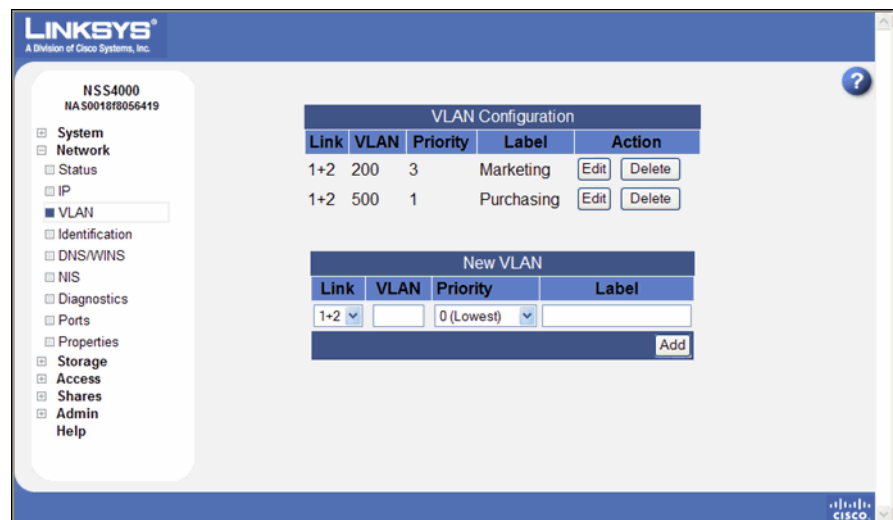 LINKSYS®
A Division of Cisco Systems, Inc.
?
NSS4000
NAS0018f8056419
System
Network
Status
IP
VLAN
Identification
DNS/WINS
NIS
Diagnostics
Ports
Properties
Storage
Access
Shares
Admin
Help
VLAN Configuration
Link VLAN Priority Label Action
1+2 200 3 Marketing Edit Delete
1+2 500 1 Purchasing Edit Delete
New VLAN
Link VLAN Priority Label
1+2 0 (Lowest)
Add
CISCO